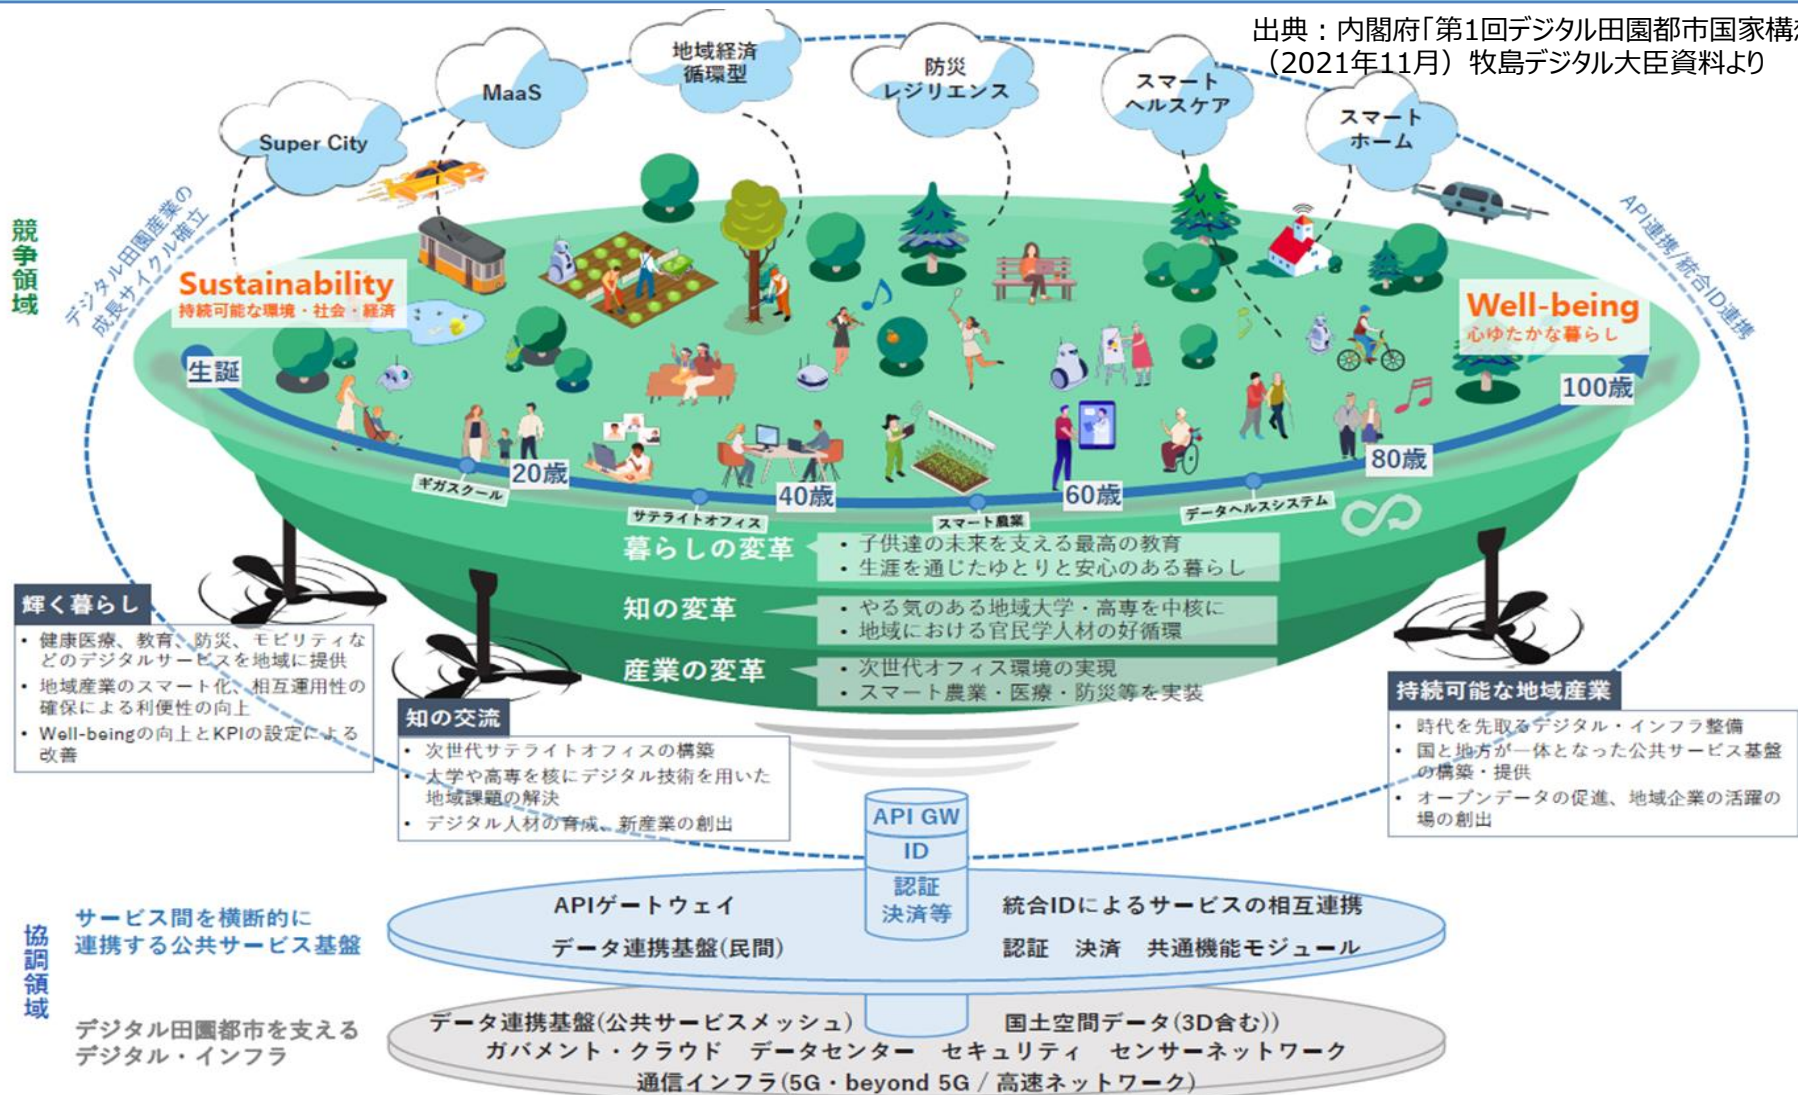 出典：内閣府「第1回デジタル田園都市国家構想
（2021年11月）牧島デジタル大臣資料より
Super City
MaaS
地域経済
循環型
防災
レジリエンス
スマート
ヘルスケア
スマート
ホーム
競争領域
デジタル田園産業の
成長サイクル確立
API連携/統合ID連携
Sustainability
持続可能な環境・社会・経済
Well-being
心ゆたかな暮らし
生誕
20歳
40歳
60歳
80歳
100歳
ギガスクール
サテライトオフィス
スマート農業
データヘルスシステム
暮らしの変革
• 子供達の未来を支える最高の教育
• 生涯を通じたゆとりと安心のある暮らし
知の変革
• やる気のある地域大学・高専を中核に
• 地域における官民学人材の好循環
産業の変革
• 次世代オフィス環境の実現
• スマート農業・医療・防災等を実装
輝く暮らし
• 健康医療、教育、防災、モビリティな
どのデジタルサービスを地域に提供
• 地域産業のスマート化、相互運用性の
確保による利便性の向上
• Well-beingの向上とKPIの設定による
改善
知の交流
• 次世代サテライトオフィスの構築
• 大学や高専を核にデジタル技術を用いた
地域課題の解決
• デジタル人材の育成、新産業の創出
持続可能な地域産業
• 時代を先取るデジタル・インフラ整備
• 国と地方が一体となった公共サービス基盤
の構築・提供
• オープンデータの促進、地域企業の活躍の
場の創出
API GW
ID
認証
決済等
協調領域
サービス間を横断的に
連携する公共サービス基盤
APIゲートウェイ
統合IDによるサービスの相互連携
データ連携基盤(民間)
認証 決済 共通機能モジュール
デジタル田園都市を支える
デジタル・インフラ
データ連携基盤(公共サービスメッシュ)
国土空間データ(3D含む))
ガバメント・クラウド データセンター セキュリティ センサーネットワーク
通信インフラ(5G・beyond 5G / 高速ネットワーク)